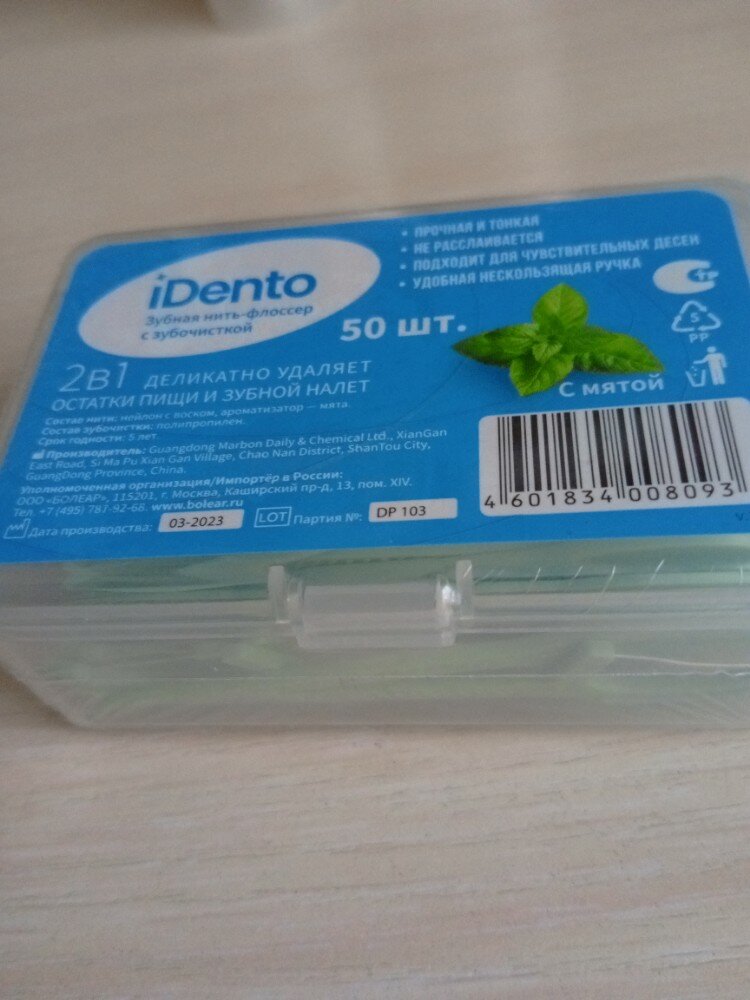 iDento
Зубная нить-флоссер
с зубочисткой
• ПРОЧНАЯ И ТОНКАЯ
• НЕ РАССЛАИВАЕТСЯ
• ПОДХОДИТ ДЛЯ ЧУВСТВИТЕЛЬНЫХ ДЕСЕН
• УДОБНАЯ НЕСКОЛЬЗЯЩАЯ РУЧКА
50 шт.
2в1 ДЕЛИКАТНО УДАЛЯЕТ
ОСТАТКИ ПИЩИ И ЗУБНОЙ НАЛЕТ
С мятой
5
PP
Состав нити: нейлон с воском, ароматизатор — мята.
Состав зубочистки: полипропилен.
Срок годности: 5 лет
Производитель: Guangdong Marbon Daily & Chemical Ltd., XianGan
East Road, Si Ma Pu Xian Gan Village, Chao Nan District, ShanTou City,
GuangDong Province, China.
Уполномоченная организация/Импортёр в России:
ООО «БОЛЕАР», 115201, г. Москва, Каширский пр-д, 13, пом. XIV.
Тел. +7 (495) 781-92-68. www.bolear.ru
Дата производства: 03-2023 LOT Партия №: DP 103
4 601834 008093